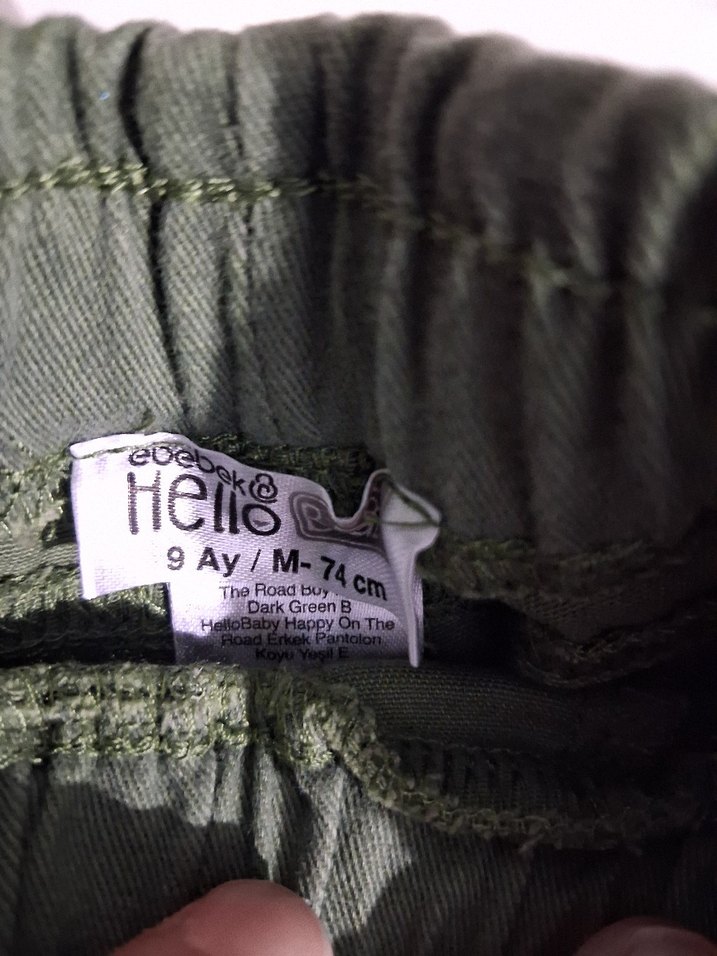 ebebek
Hello
9 Ay / M- 74 cm
The Road Boy
Dark Green B
HelloBaby Happy On The
Road Erkek Pantolon
Koyu Yeşil E